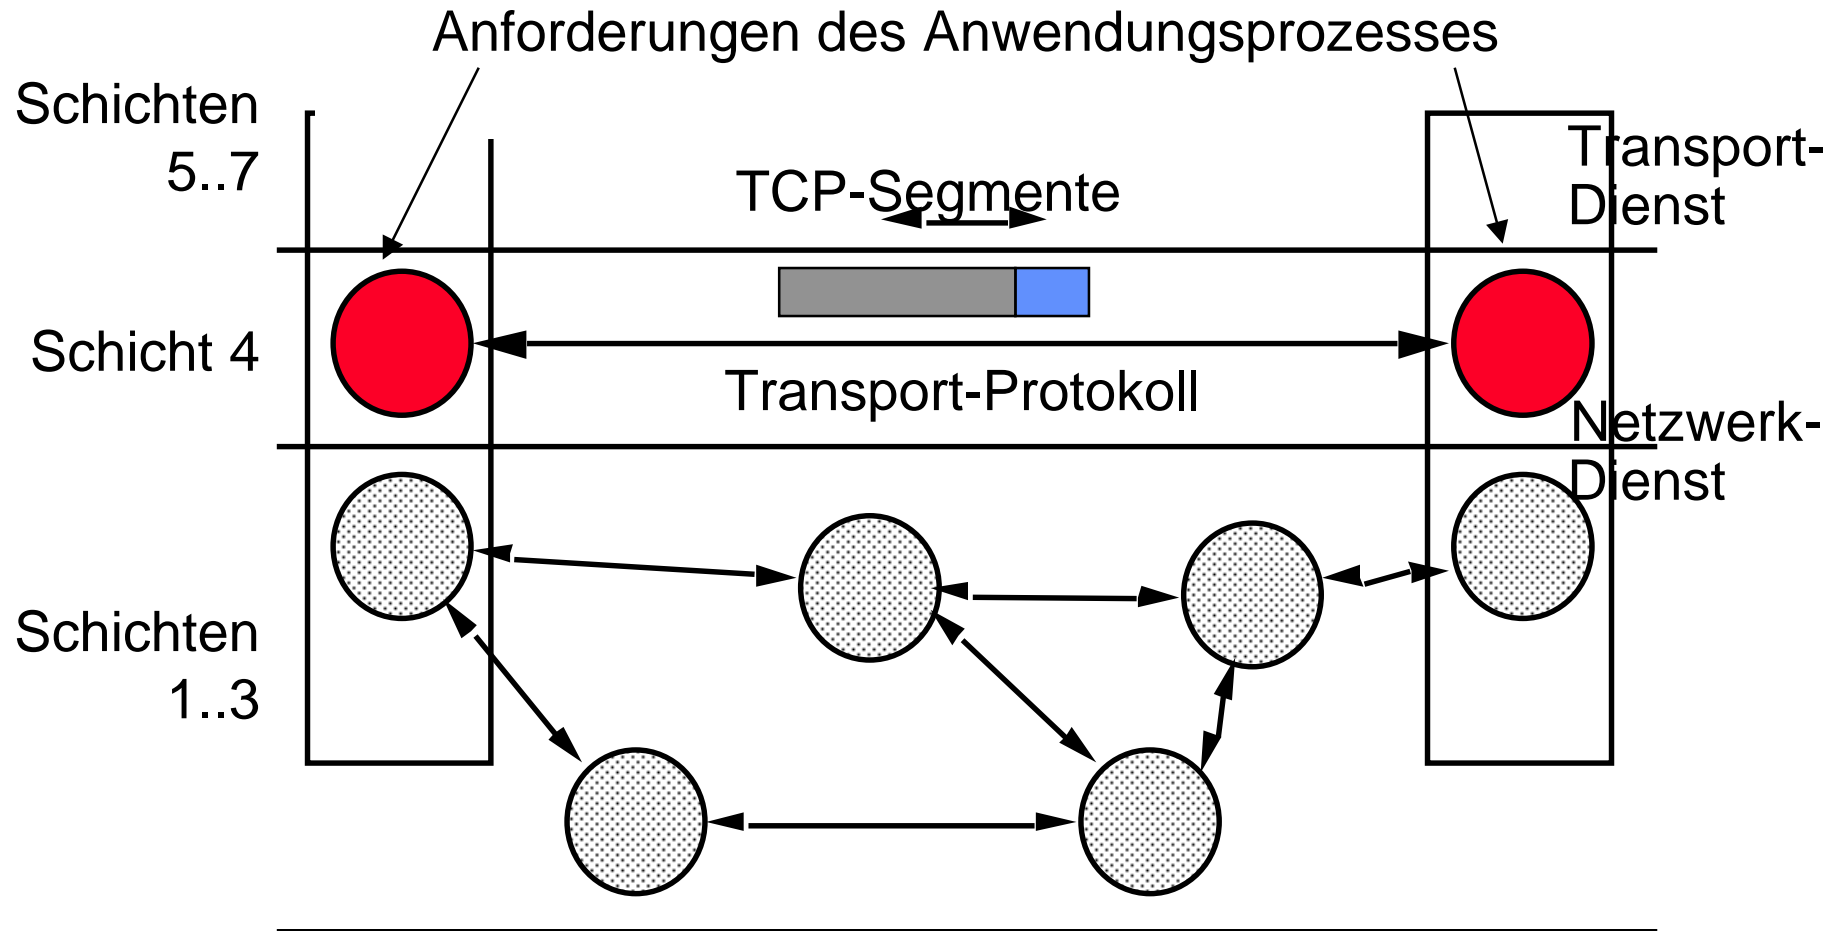 Anforderungen des Anwendungsprozesses
Schichten
5..7
Transport-
Dienst
TCP-Segmente
Schicht 4
Transport-Protokoll
Netzwerk-
Dienst
Schichten
1..3